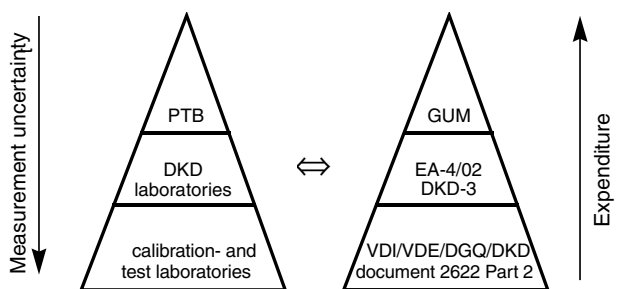 Measurement uncertainty
PTB
DKD
laboratories
calibration- and
test laboratories
⇔
GUM
EA-4/02
DKD-3
VDI/VDE/DGQ/DKD
document 2622 Part 2
Expenditure